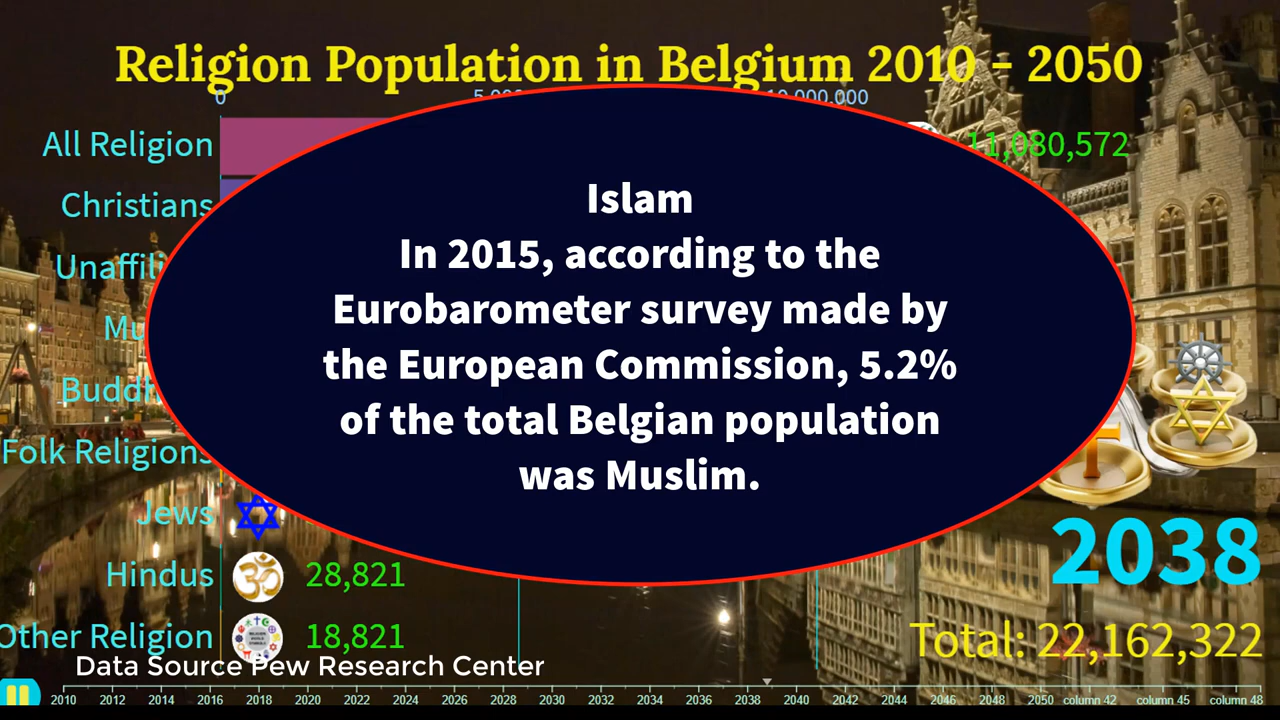 Religion Population in Belgium 2010 - 2050
0
All Religion 11,080,572
Christians
Islam
In 2015, according to the
Eurobarometer survey made by
the European Commission, 5.2%
of the total Belgian population
was Muslim.
Folk Religions
Jews
Hindus 28,821
Other Religion 18,821
2038
Total: 22,162,322
Data Source Pew Research Center
2010 2012 2014 2016 2018 2020 2022 2024 2026 2028 2030 2032 2034 2036 2038 2040 2042 2044 2046 2048 2050 column 42 column 45 column 48